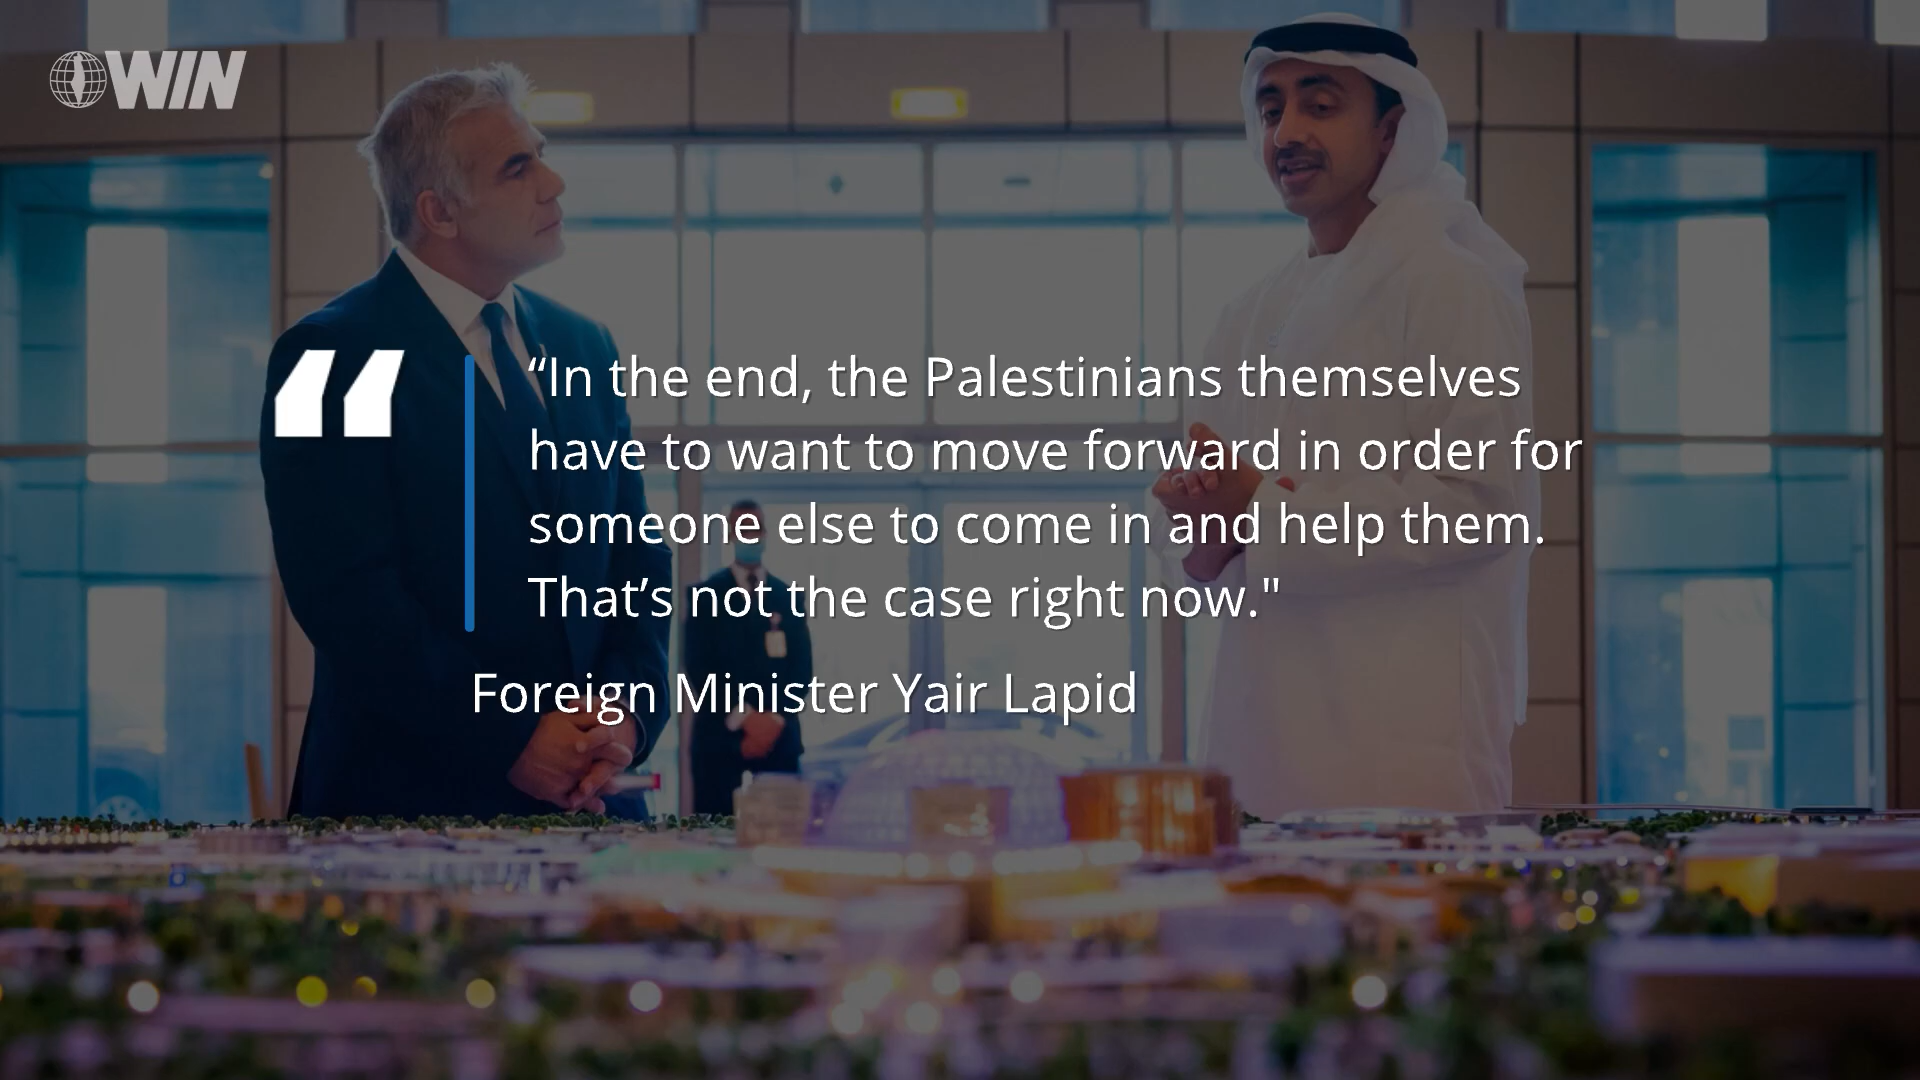 WIN
“In the end, the Palestinians themselves
have to want to move forward in order for
someone else to come in and help them.
That’s not the case right now."
Foreign Minister Yair Lapid